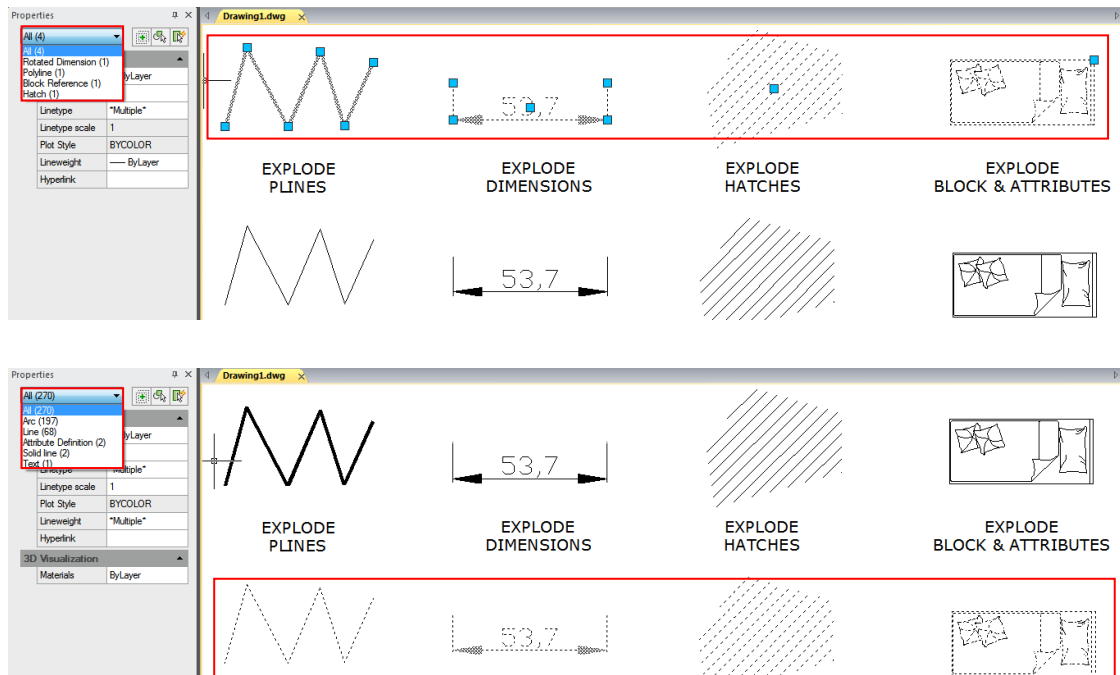 Properties
Drawing1.dwg
All (4)
All (4)
Rotated Dimension (1)
Polyline (1)
Block Reference (1)
Hatch (1)
yLayer
Linetype *Multiple*
Linetype scale 1
Plot Style BYCOLOR
Lineweight ByLayer
Hyperlink
53,7
EXPLODE PLINES
EXPLODE DIMENSIONS
EXPLODE HATCHES
EXPLODE BLOCK & ATTRIBUTES
53,7
Properties
Drawing1.dwg
All (270)
All (270)
Arc (197)
Line (68)
Attribute Definition (2)
Solid line (2)
Text (1)
yLayer
Linetype *Multiple*
Linetype scale 1
Plot Style BYCOLOR
Lineweight *Multiple*
Hyperlink
3D Visualization
Materials ByLayer
53,7
EXPLODE PLINES
EXPLODE DIMENSIONS
EXPLODE HATCHES
EXPLODE BLOCK & ATTRIBUTES
53,7